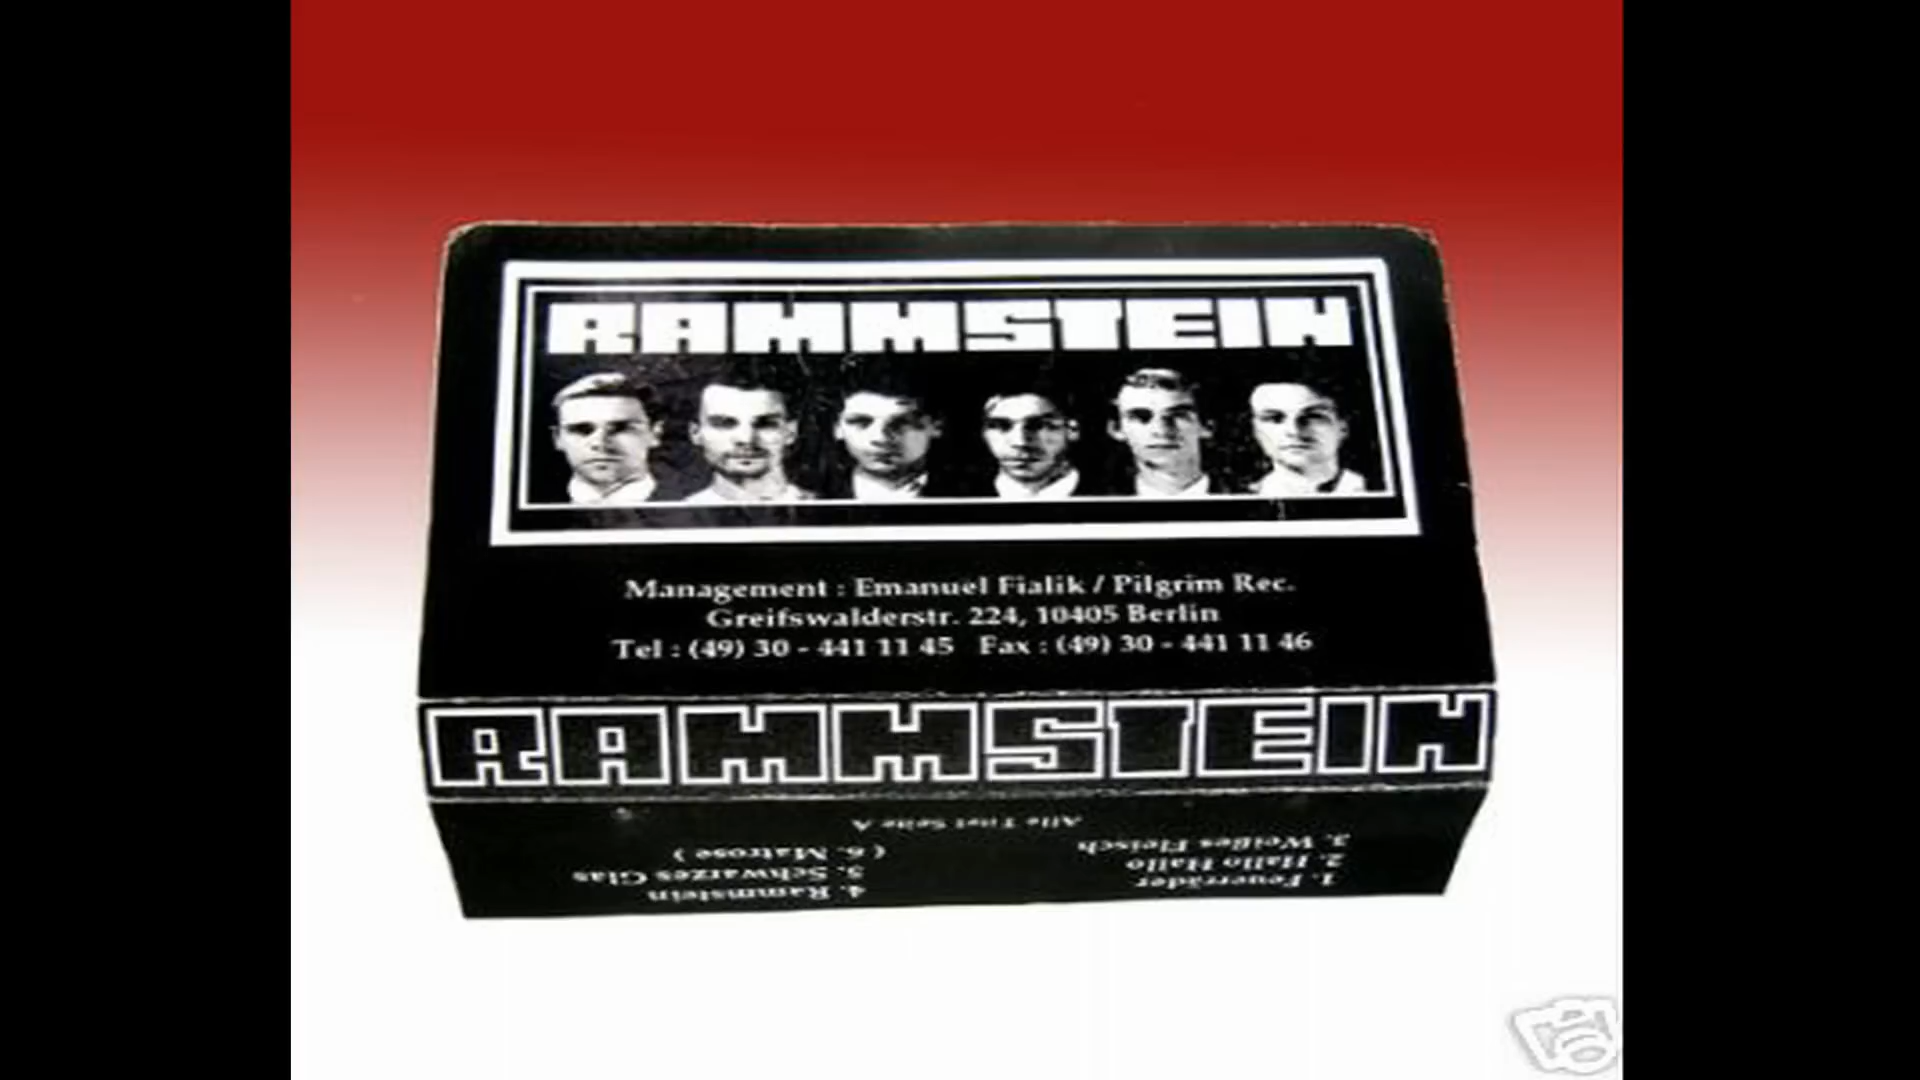 RAMMSTEIN
Management : Emanuel Fialik / Pilgrim Rec.
Greifswalderstr. 224, 10405 Berlin
Tel : (49) 30 - 441 11 45 Fax : (49) 30 - 441 11 46
RAMMSTEIN
1. Feuerräder
2. Hallo Hallo
3. Weißes Fleisch
4. Rammstein
5. Schwarzes Glas
( 6. Matrose )
Alle Titel Seite A